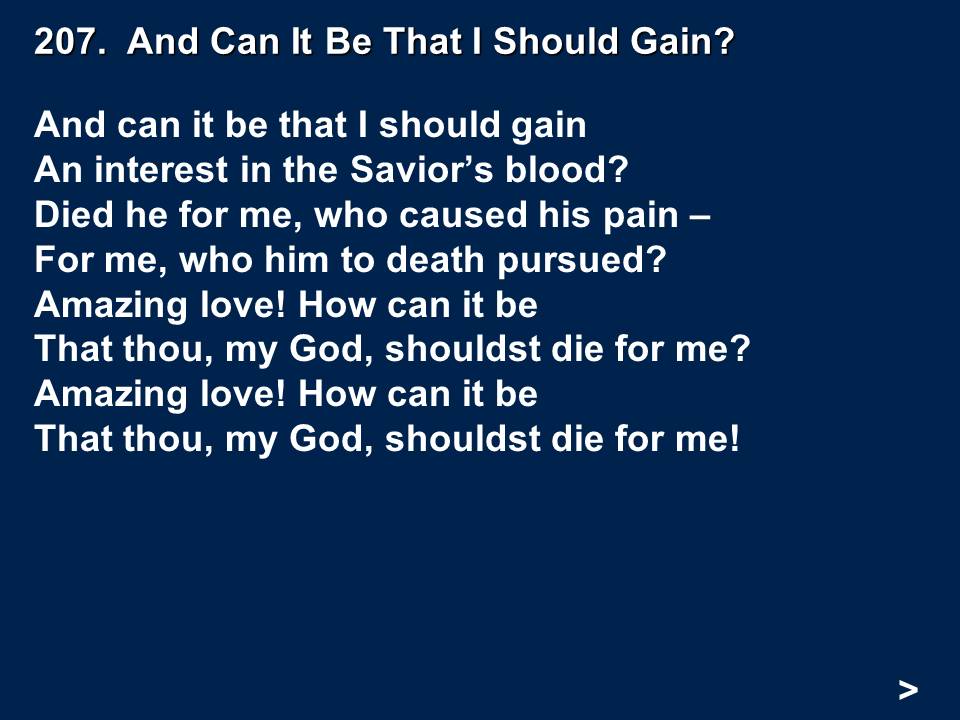 207.  And Can It Be That I Should Gain?
And can it be that I should gain
An interest in the Savior’s blood?
Died he for me, who caused his pain –
For me, who him to death pursued?
Amazing love! How can it be
That thou, my God, shouldst die for me?
Amazing love! How can it be
That thou, my God, shouldst die for me!
>